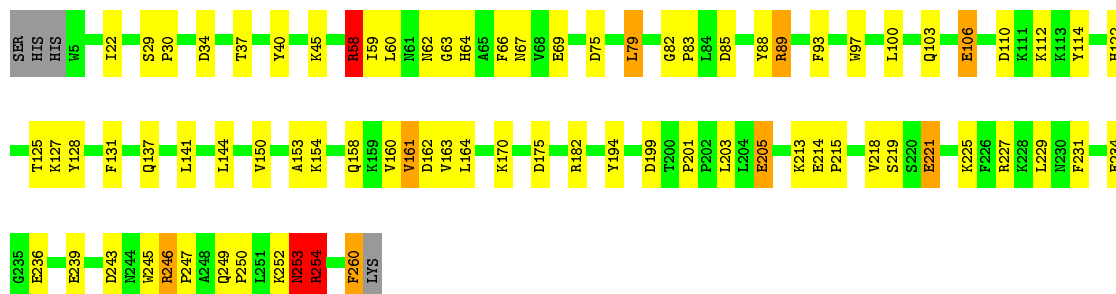 SER HIS HIS W5 I22 S29 P30 D34 T37 Y40 K45 R58 I59 L60 N61 N62 G63 H64 A65 F66 N67 V68 E69 D75 L79 G82 P83 L84 D85 Y88 R89 F93 W97 L100 Q103 E106 D110 K111 K112 K113 Y114 H122
T125 K127 Y128 F131 Q137 L141 L144 V150 A153 K154 Q158 K159 V160 V161 D162 V163 L164 K170 D175 R182 Y194 D199 T200 P201 P202 L203 L204 E205 K213 E214 P215 V218 S219 S220 E221 K225 F226 R227 K228 L229 N230 F231
G235 E236 E239 D243 N244 W245 R246 P247 A248 Q249 P250 L251 K252 N253 R254 F260 LYS